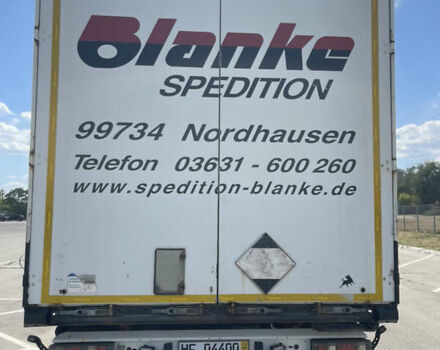 Blanke
SPEDITION
99734 Nordhausen
Telefon 03631 - 600 260
www.spedition-blanke.de